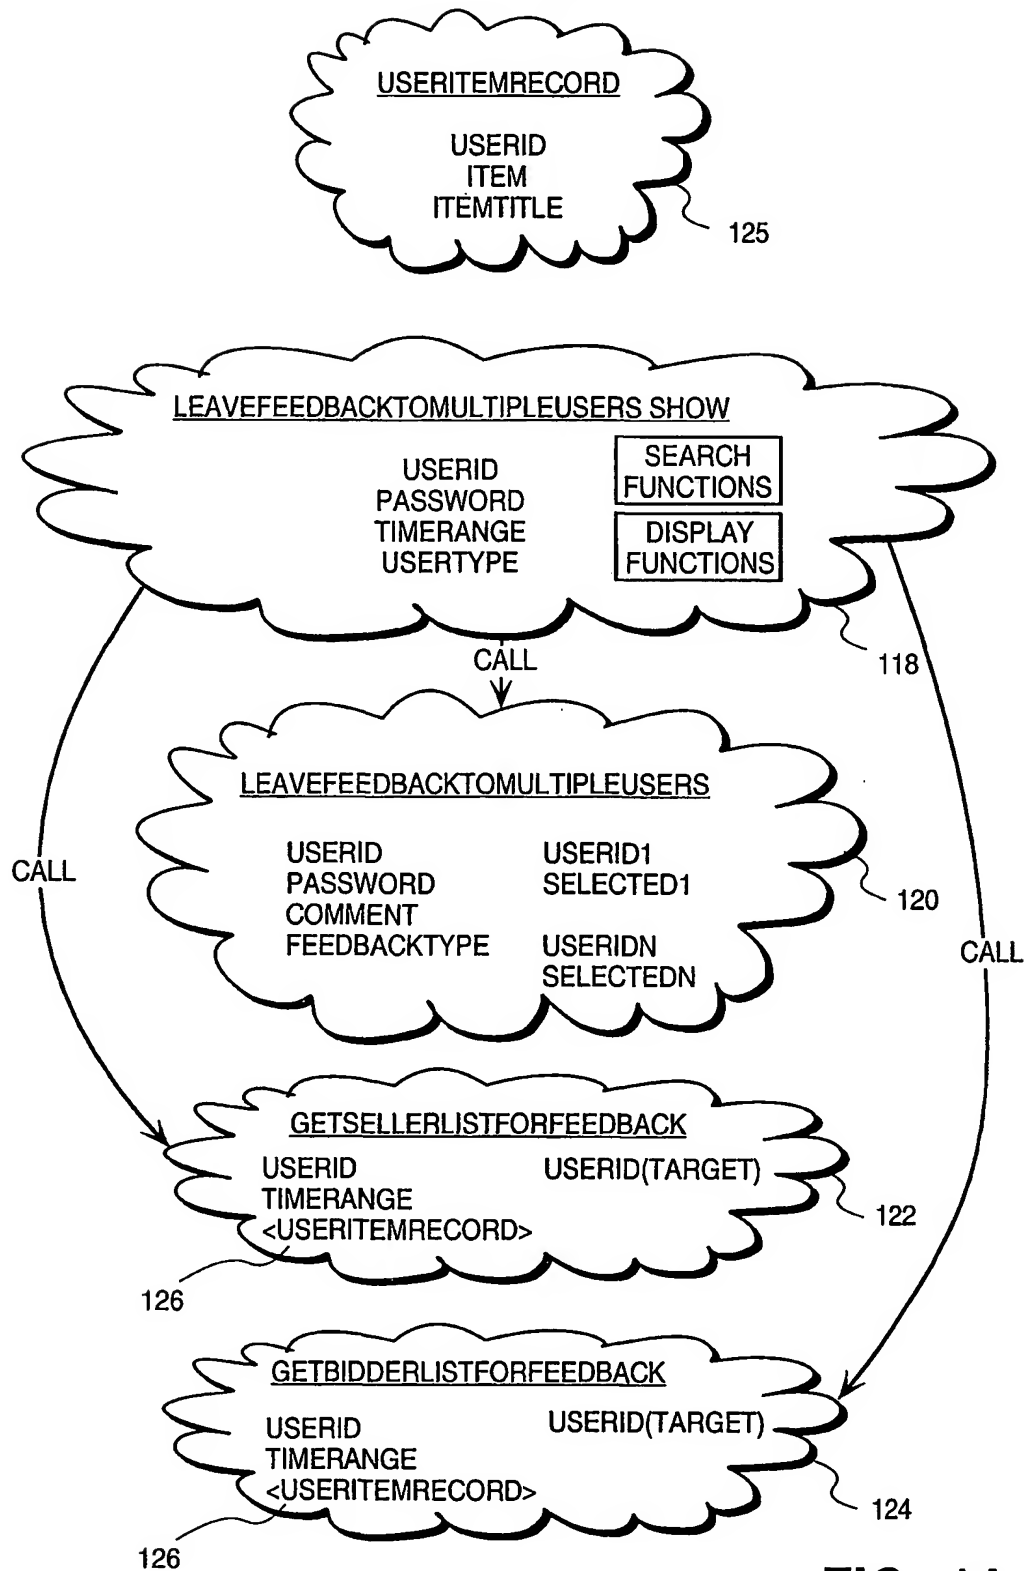 USERITEMRECORD
USERID
ITEM
ITEMTITLE
125
LEAVEFEEDBACKTOMULTIPLEUSERS SHOW
USERID
PASSWORD
TIMERANGE
USERTYPE
SEARCH
FUNCTIONS
DISPLAY
FUNCTIONS
118
CALL
LEAVEFEEDBACKTOMULTIPLEUSERS
USERID
PASSWORD
COMMENT
FEEDBACKTYPE
USERID1
SELECTED1
USERIDN
SELECTEDN
120
CALL
CALL
GETSELLERLISTFORFEEDBACK
USERID
TIMERANGE
<USERITEMRECORD>
USERID(TARGET)
122
126
GETBIDDERLISTFORFEEDBACK
USERID
TIMERANGE
<USERITEMRECORD>
USERID(TARGET)
124
126